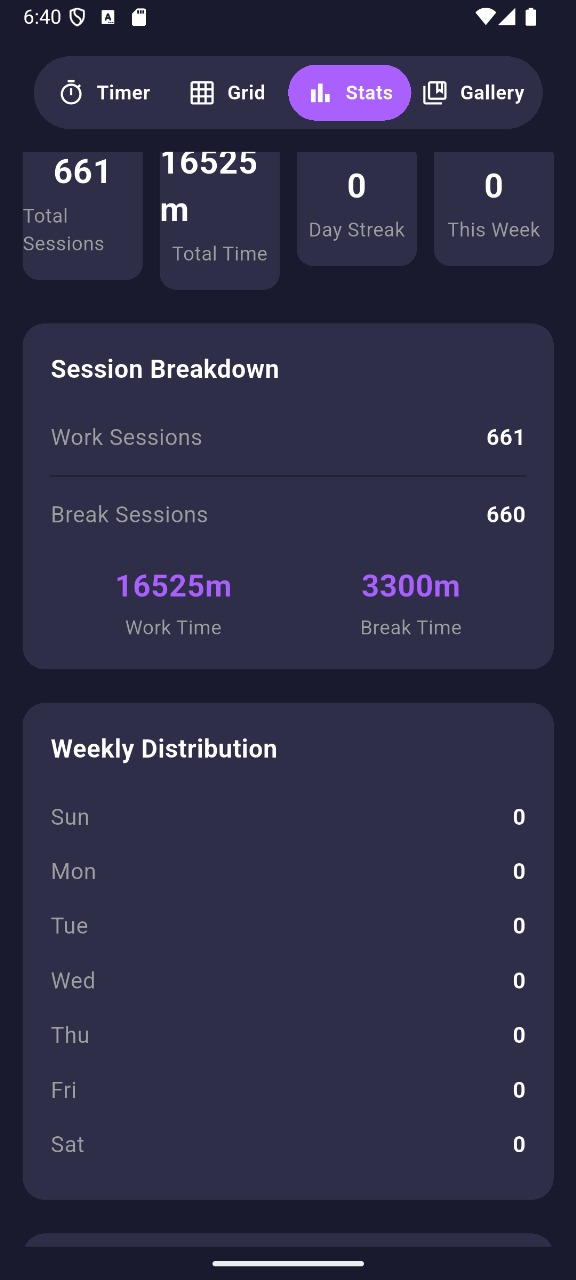 6:40
Timer Grid Stats Gallery
661
Total
Sessions
16525
m
Total Time
0
Day Streak
0
This Week
Session Breakdown
Work Sessions 661
Break Sessions 660
16525m 3300m
Work Time Break Time
Weekly Distribution
Sun 0
Mon 0
Tue 0
Wed 0
Thu 0
Fri 0
Sat 0